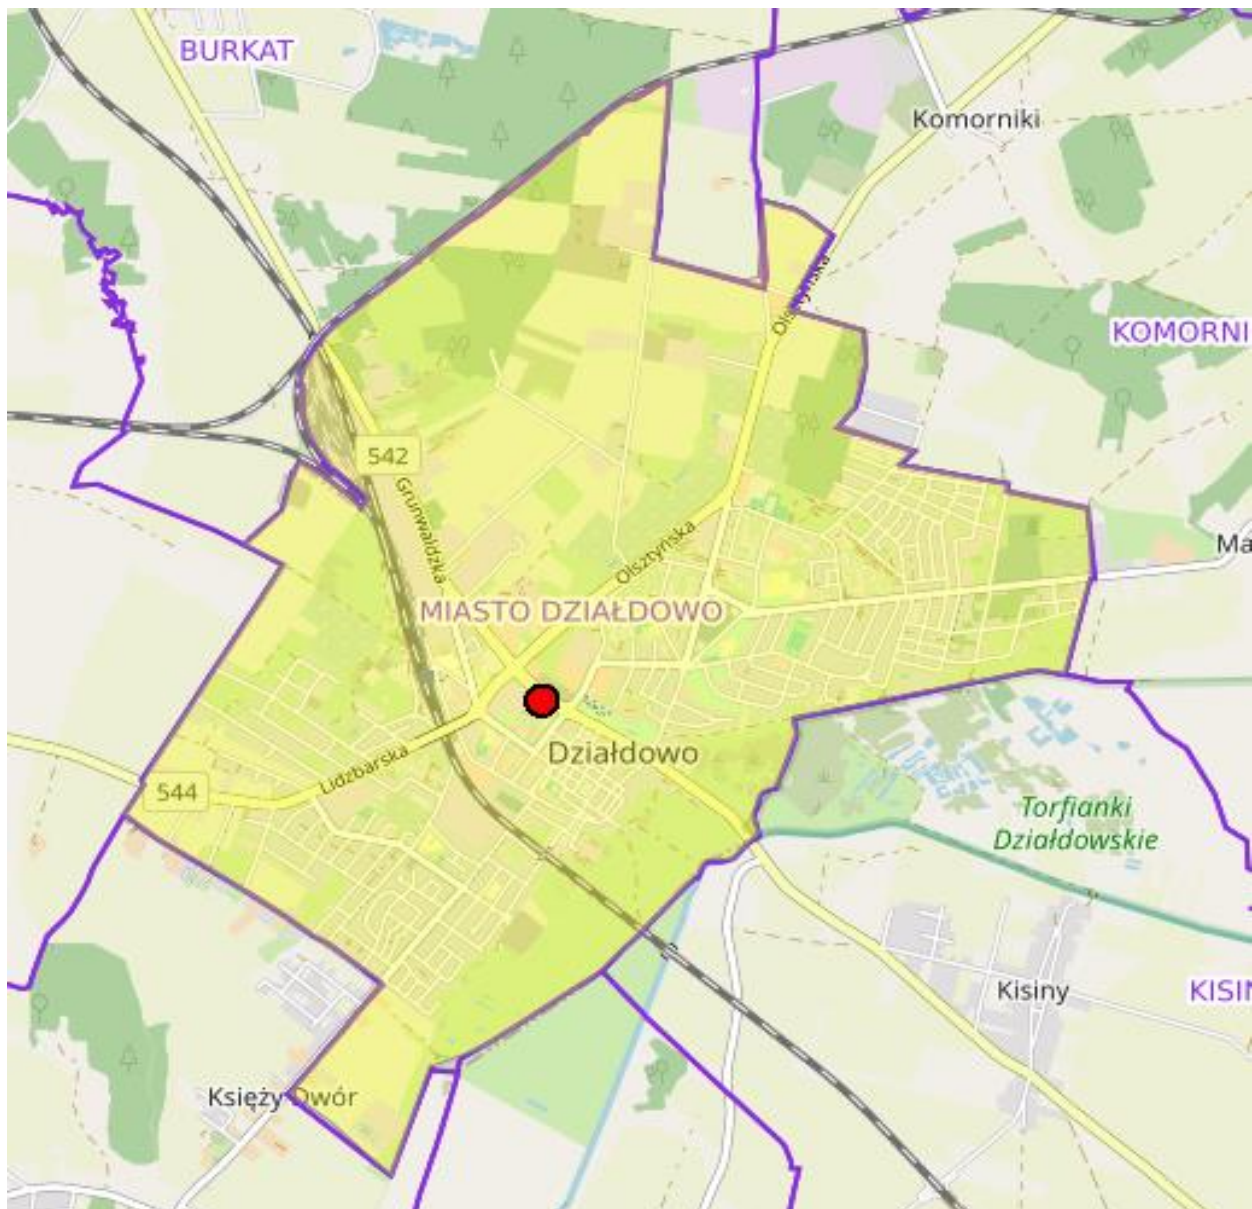 BURKAT
Komorniki
Olsztyńska
KOMORNI
542
Grunwaldzka
Olsztyńska
Ma
MIASTO DZIAŁDOWO
Działdowo
Lidzbarska
544
Torfianki
Działdowskie
Kisiny
KISIN
Księży Dwór